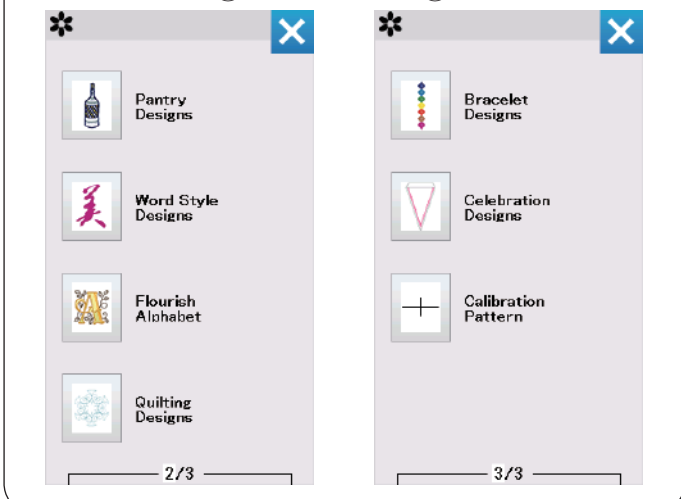 Pantry
Designs
美
Word Style
Designs
A
Flourish
Alphabet
Quilting
Designs
2/3
Bracelet
Designs
Celebration
Designs
Calibration
Pattern
3/3